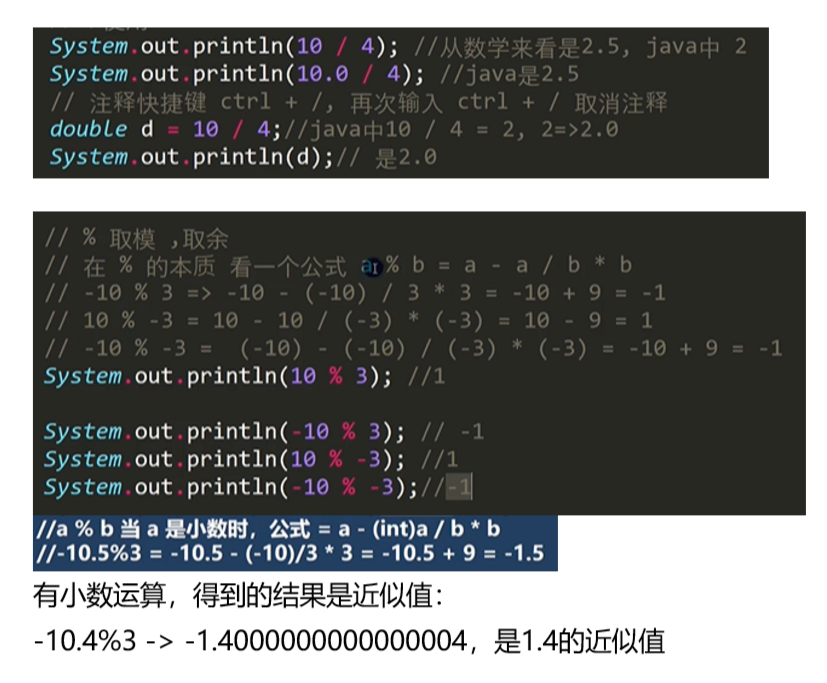 System.out.println(10 / 4); //从数学来看是2.5, java中 2
System.out.println(10.0 / 4); //java是2.5
// 注释快捷键 ctrl + /, 再次输入 ctrl + / 取消注释
double d = 10 / 4;//java中10 / 4 = 2, 2=>2.0
System.out.println(d);// 是2.0
// % 取模 ,取余
// 在 % 的本质 看一个公式 a % b = a - a / b * b
// -10 % 3 => -10 - (-10) / 3 * 3 = -10 + 9 = -1
// 10 % -3 = 10 - 10 / (-3) * (-3) = 10 - 9 = 1
// -10 % -3 =  (-10) - (-10) / (-3) * (-3) = -10 + 9 = -1
System.out.println(10 % 3); //1
System.out.println(-10 % 3); // -1
System.out.println(10 % -3); //1
System.out.println(-10 % -3);//-1
//a % b 当 a 是小数时，公式 = a - (int)a / b * b
//-10.5%3 = -10.5 - (-10)/3 * 3 = -10.5 + 9 = -1.5
有小数运算，得到的结果是近似值：
-10.4%3 -> -1.4000000000000004，是1.4的近似值